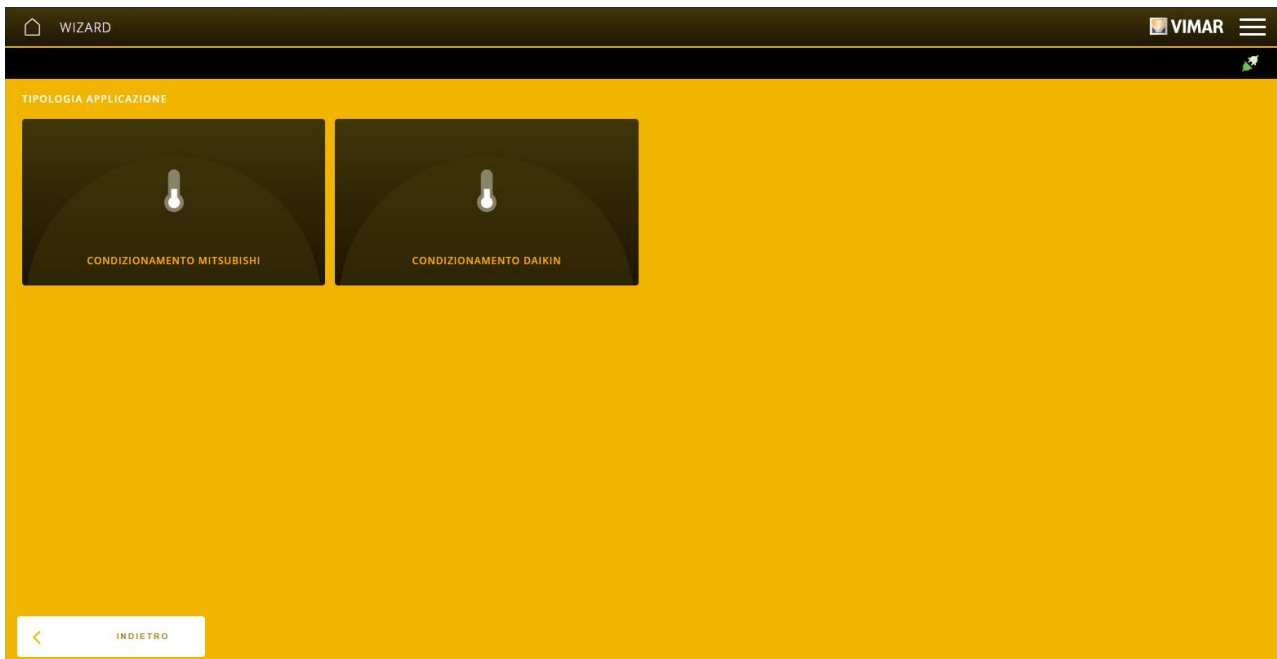 WIZARD
VIMAR
TIPOLOGIA APPLICAZIONE
CONDIZIONAMENTO MITSUBISHI
CONDIZIONAMENTO DAIKIN
INDIETRO